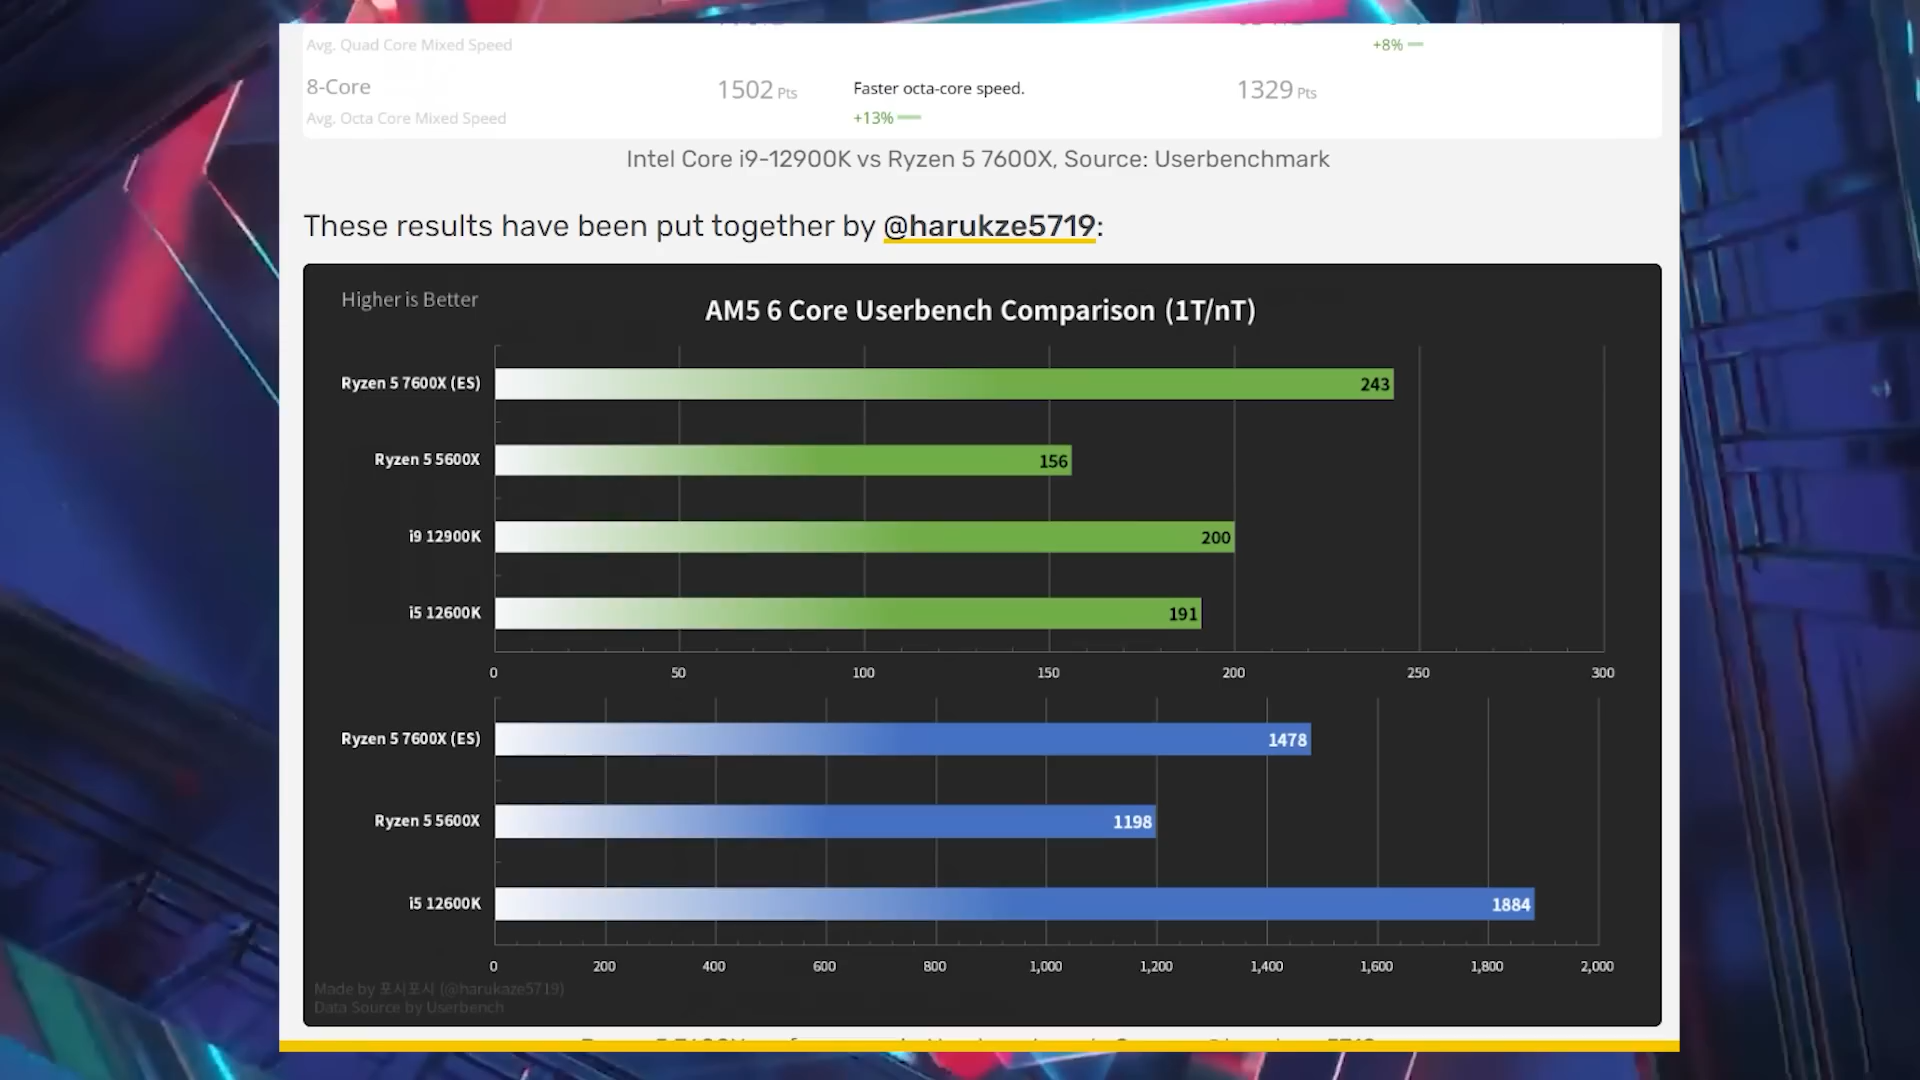 +8%
Avg. Quad Core Mixed Speed
8-Core 1502 Pts Faster octa-core speed. 1329 Pts
Avg. Octa Core Mixed Speed +13%
Intel Core i9-12900K vs Ryzen 5 7600X, Source: Userbenchmark
These results have been put together by @harukze5719:
Higher is Better
AM5 6 Core Userbench Comparison (1T/nT)
Ryzen 5 7600X (ES) 243
Ryzen 5 5600X 156
i9 12900K 200
i5 12600K 191
0 50 100 150 200 250 300
Ryzen 5 7600X (ES) 1478
Ryzen 5 5600X 1198
i5 12600K 1884
0 200 400 600 800 1,000 1,200 1,400 1,600 1,800 2,000
Made by 포시포시 (@harukaze5719)
Data Source by Userbench